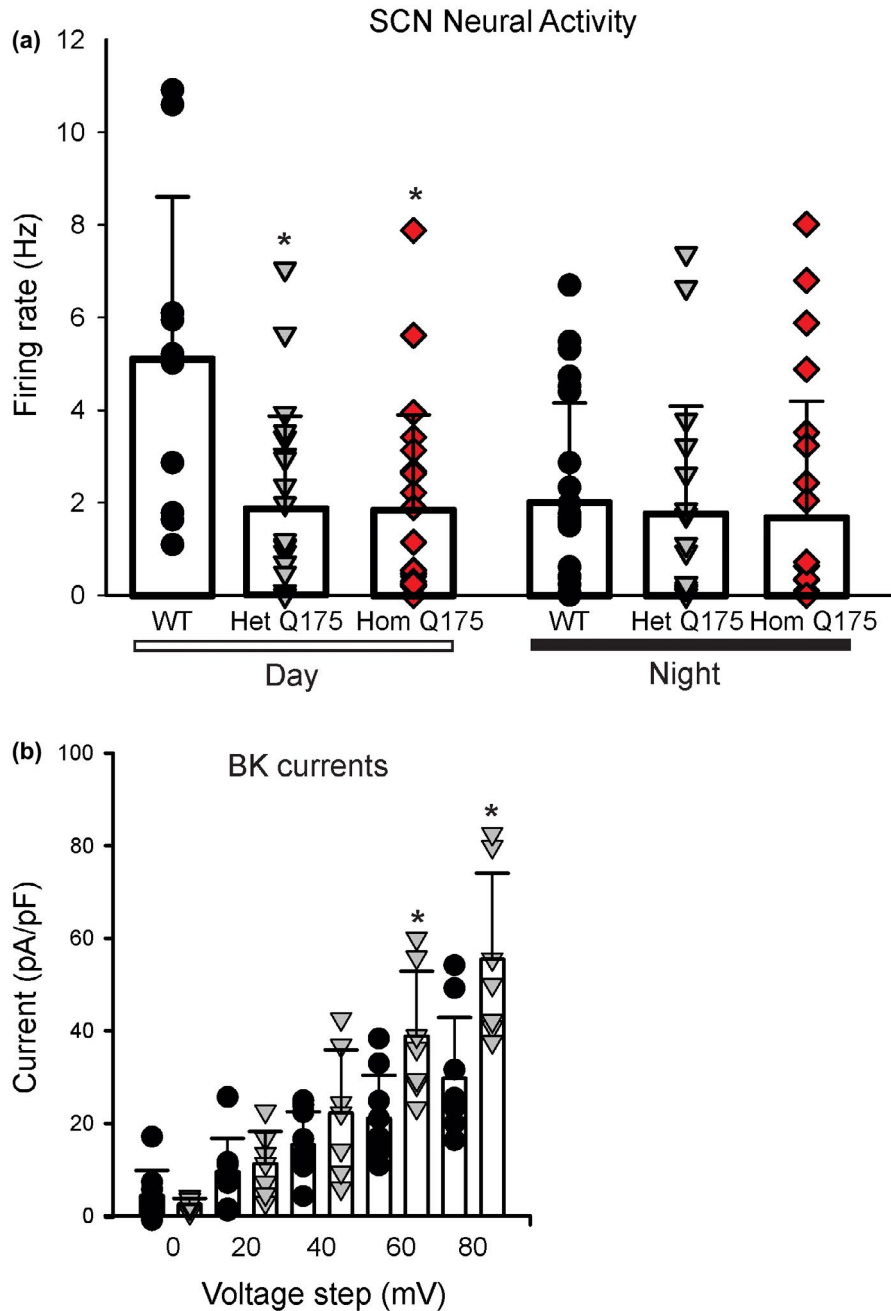 SCN Neural Activity
(a)
12
10
8
6
4
2
0
Firing rate (Hz)
*
*
WT Het Q175 Hom Q175 WT Het Q175 Hom Q175
Day Night
(b)
BK currents
100
80
60
40
20
0
Current (pA/pF)
*
*
0 20 40 60 80
Voltage step (mV)